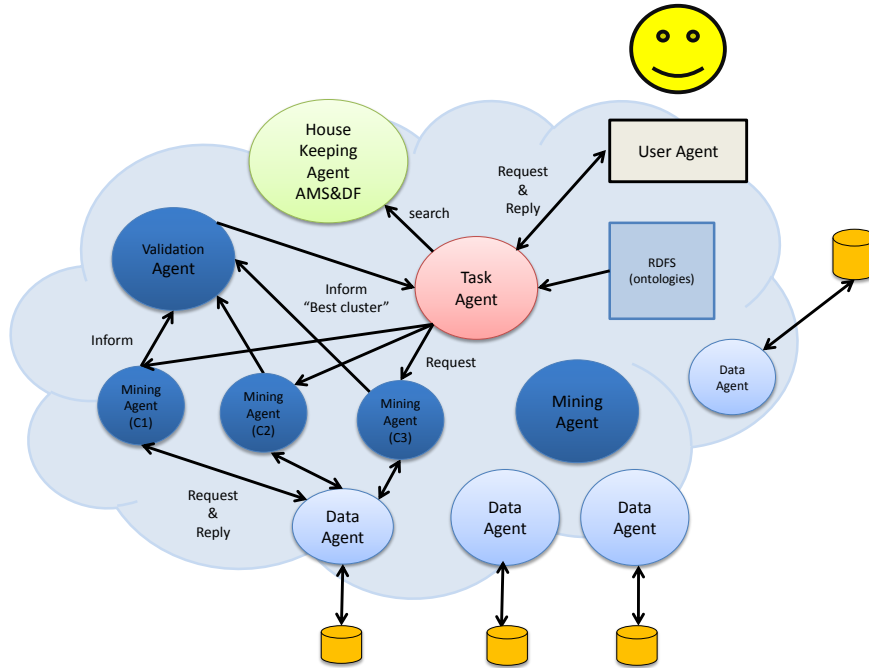 House
Keeping
Agent
AMS&DF
User Agent
Request
&
Reply
search
Validation
Agent
Task
Agent
RDFS
(ontologies)
Inform
“Best cluster”
Inform
Request
Data
Agent
Mining
Agent
(C1)
Mining
Agent
(C2)
Mining
Agent
(C3)
Mining
Agent
Request
&
Reply
Data
Agent
Data
Agent
Data
Agent